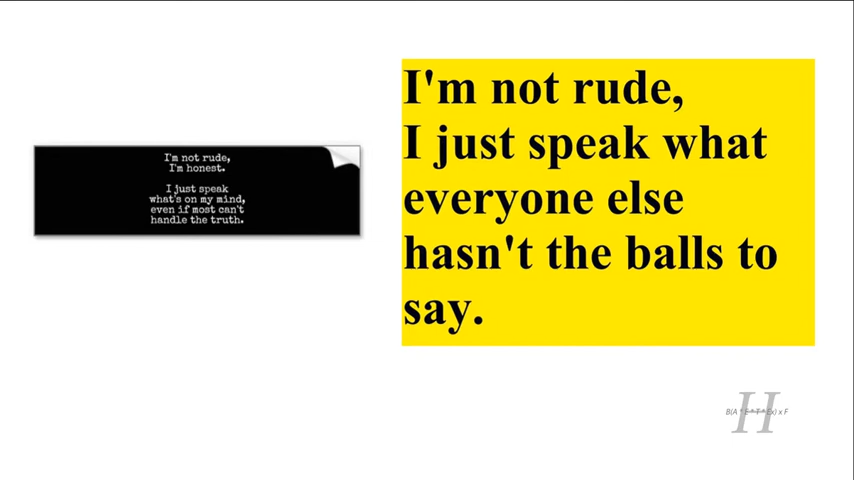 I'm not rude,
I'm honest.
I just speak
what's on my mind,
even if most can't
handle the truth.
I'm not rude,
I just speak what
everyone else
hasn't the balls to
say.
H